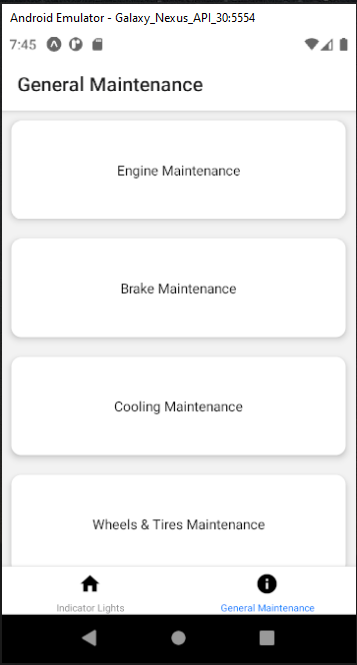 Android Emulator - Galaxy_Nexus_API_30:5554
7:45
General Maintenance
Engine Maintenance
Brake Maintenance
Cooling Maintenance
Wheels & Tires Maintenance
Indicator Lights
General Maintenance